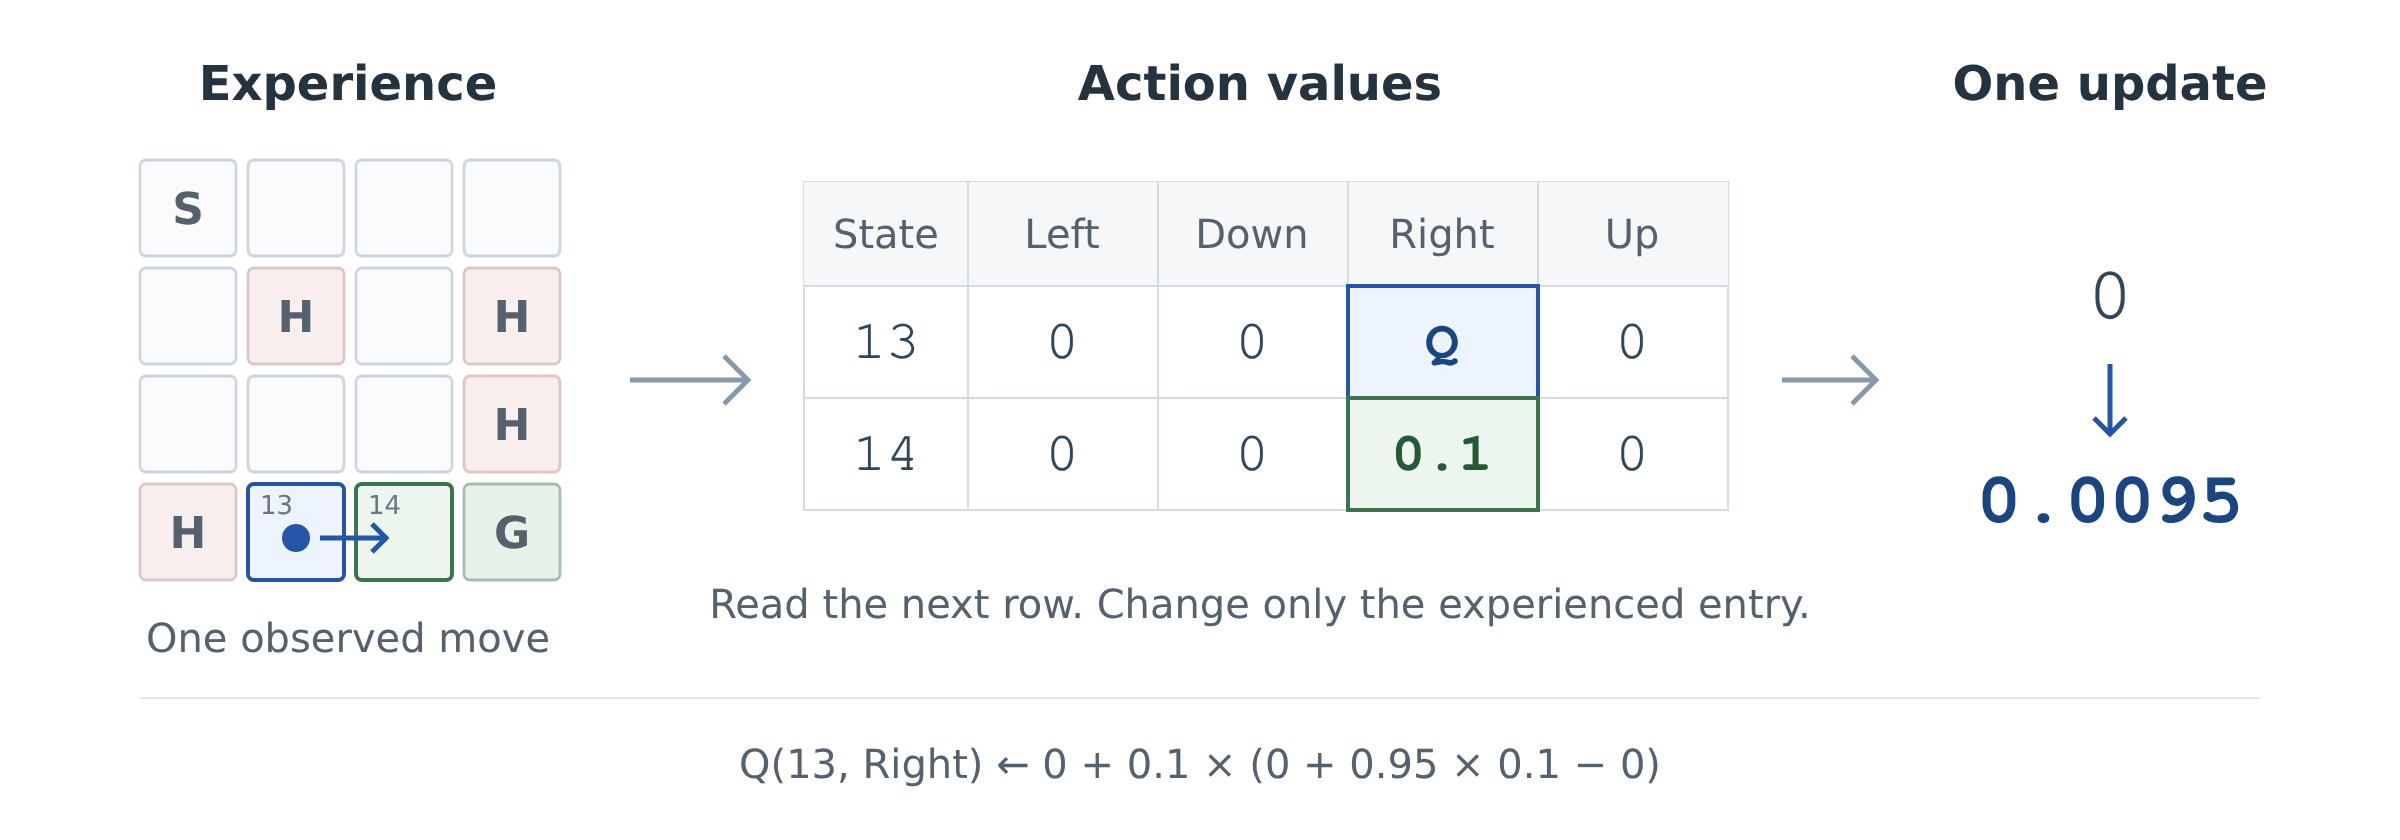 Experience
S
H H
H
H 13 14 G
One observed move
Action values
State Left Down Right Up
13 0 0 Q 0
14 0 0 0.1 0
Read the next row. Change only the experienced entry.
One update
0
0.0095
Q(13, Right) ← 0 + 0.1 × (0 + 0.95 × 0.1 − 0)